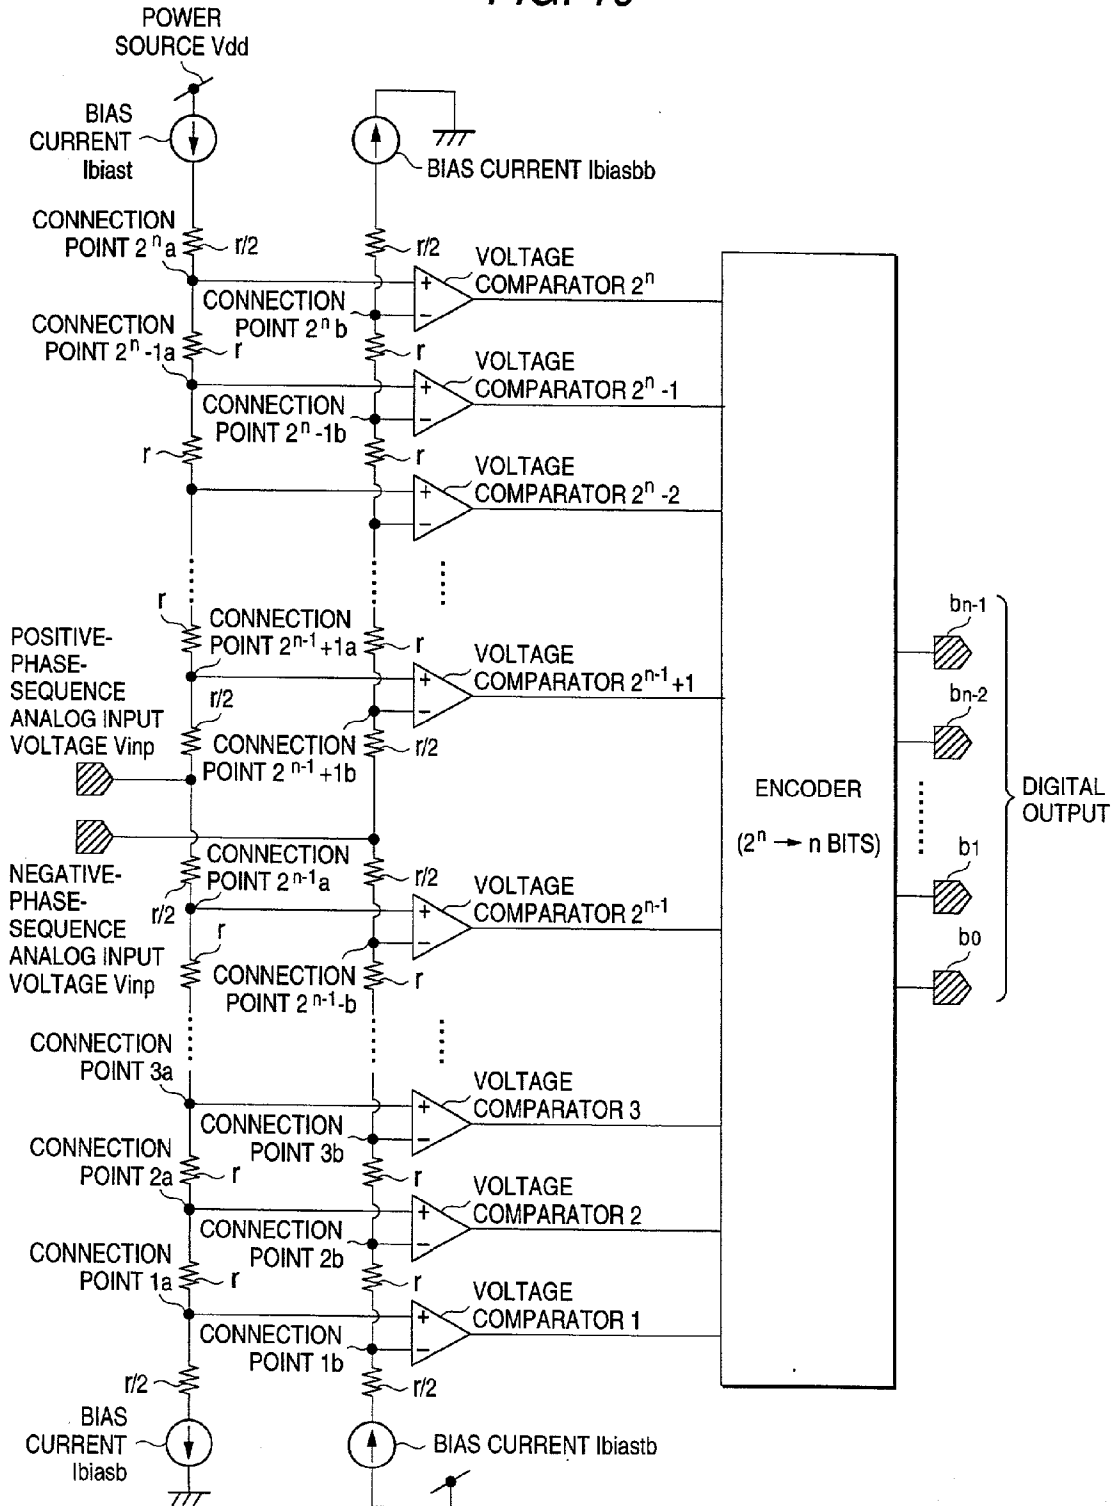 POWER
SOURCE Vdd
BIAS
CURRENT
Ibiast
BIAS CURRENT Ibiasbb
CONNECTION
POINT 2ⁿa
r/2
r/2
VOLTAGE
COMPARATOR 2ⁿ
CONNECTION
POINT 2ⁿb
CONNECTION
POINT 2ⁿ-1a
r
r
VOLTAGE
COMPARATOR 2ⁿ-1
CONNECTION
POINT 2ⁿ-1b
r
r
VOLTAGE
COMPARATOR 2ⁿ-2
r
CONNECTION
POINT 2ⁿ⁻¹+1a
r
VOLTAGE
COMPARATOR 2ⁿ⁻¹+1
POSITIVE-
PHASE-
SEQUENCE
ANALOG INPUT
VOLTAGE Vinp
r/2
CONNECTION
POINT 2ⁿ⁻¹+1b
r/2
ENCODER
(2ⁿ → n BITS)
bn-1
bn-2
b1
b0
DIGITAL
OUTPUT
NEGATIVE-
PHASE-
SEQUENCE
ANALOG INPUT
VOLTAGE Vinp
CONNECTION
POINT 2ⁿ⁻¹a
r/2
r/2
VOLTAGE
COMPARATOR 2ⁿ⁻¹
r
CONNECTION
POINT 2ⁿ⁻¹-b
r
CONNECTION
POINT 3a
VOLTAGE
COMPARATOR 3
CONNECTION
POINT 3b
CONNECTION
POINT 2a
r
r
VOLTAGE
COMPARATOR 2
CONNECTION
POINT 2b
CONNECTION
POINT 1a
r
r
VOLTAGE
COMPARATOR 1
CONNECTION
POINT 1b
r/2
r/2
BIAS
CURRENT
Ibiasb
BIAS CURRENT Ibiastb